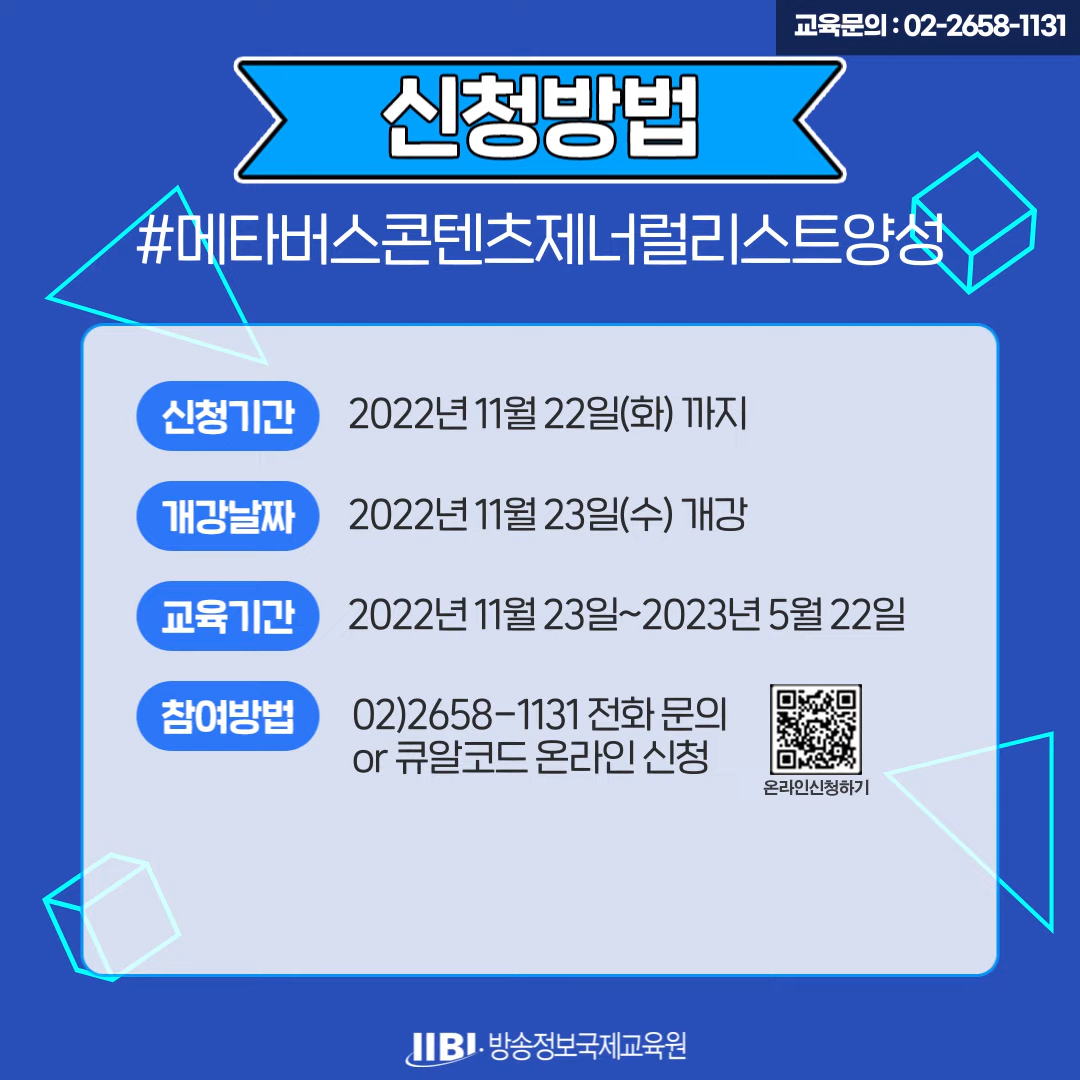 교육문의 : 02-2658-1131
신청방법
#메타버스콘텐츠제너럴리스트양성
신청기간 2022년 11월 22일(화) 까지
개강날짜 2022년 11월 23일(수) 개강
교육기간 2022년 11월 23일~2023년 5월 22일
참여방법 02)2658-1131 전화 문의
or 큐알코드 온라인 신청
온라인신청하기
IIBI 방송정보국제교육원